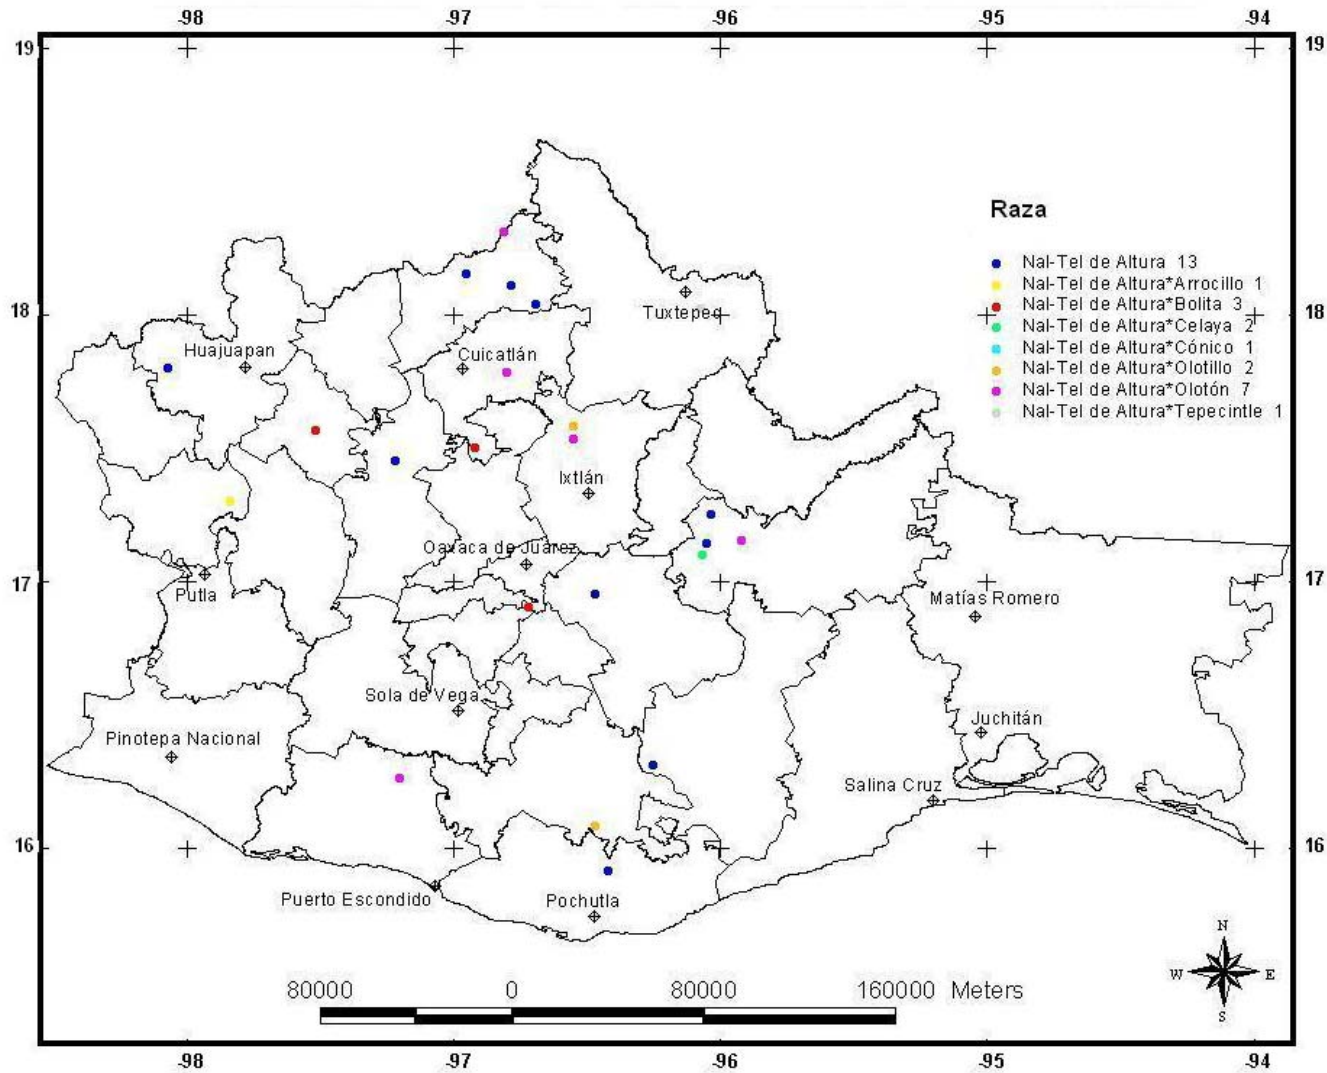 -98 -97 -96 -95 -94
19 19
Raza
Nal-Tel de Altura 13
Nal-Tel de Altura*Arrocillo 1
Nal-Tel de Altura*Bolita 3
Nal-Tel de Altura*Celaya 2
Nal-Tel de Altura*Cónico 1
Nal-Tel de Altura*Olotillo 2
Nal-Tel de Altura*Olotón 7
Nal-Tel de Altura*Tepecintle 1
18 18
Tuxtepec
Huajuapan
Cuicatlán
Ixtlán
Oaxaca de Juárez
17 17
Putla
Matías Romero
Sola de Vega
Juchitán
Pinotepa Nacional
Salina Cruz
16 16
Puerto Escondido
Pochutla
N
W E
S
80000 0 80000 160000 Meters
-98 -97 -96 -95 -94